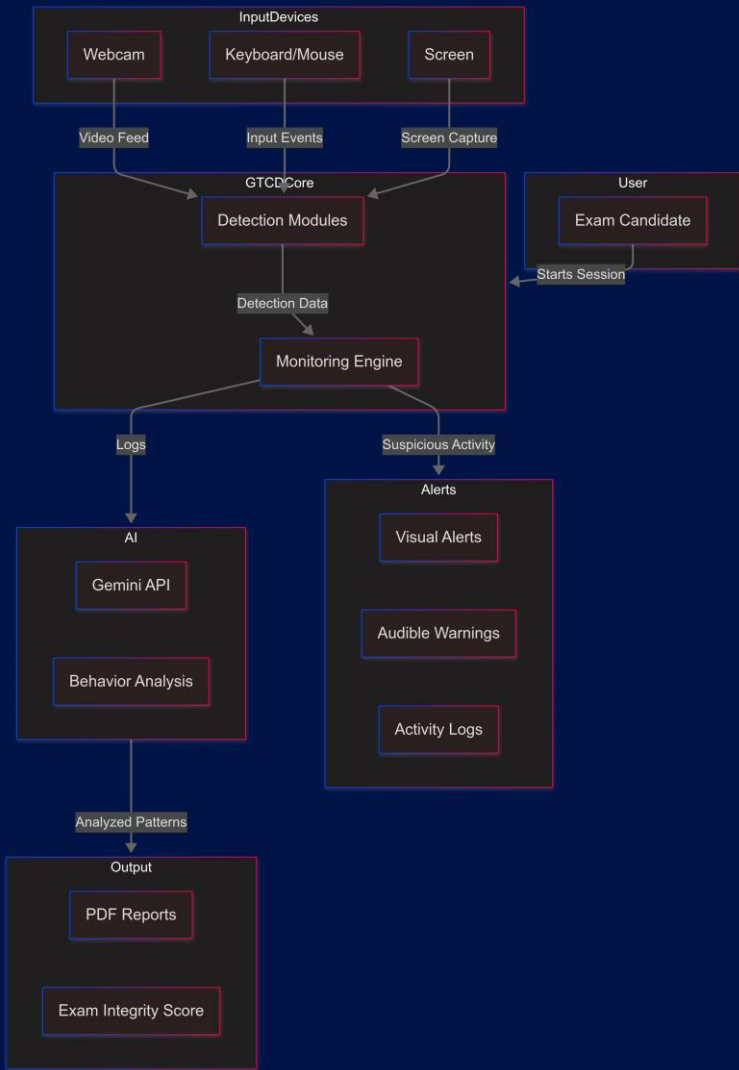 InputDevices
Webcam
Keyboard/Mouse
Screen
Video Feed
Input Events
Screen Capture
GTCDCore
Detection Modules
User
Exam Candidate
Starts Session
Detection Data
Monitoring Engine
Logs
Suspicious Activity
AI
Gemini API
Behavior Analysis
Alerts
Visual Alerts
Audible Warnings
Activity Logs
Analyzed Patterns
Output
PDF Reports
Exam Integrity Score